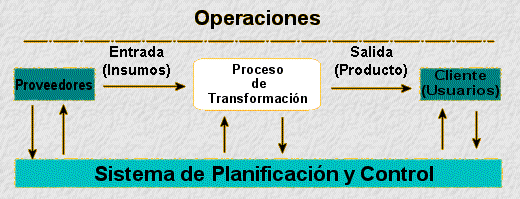 Operaciones
Entrada
(Insumos)
Salida
(Producto)
Proveedores
Proceso
de
Transformación
Cliente
(Usuarios)
Sistema de Planificación y Control